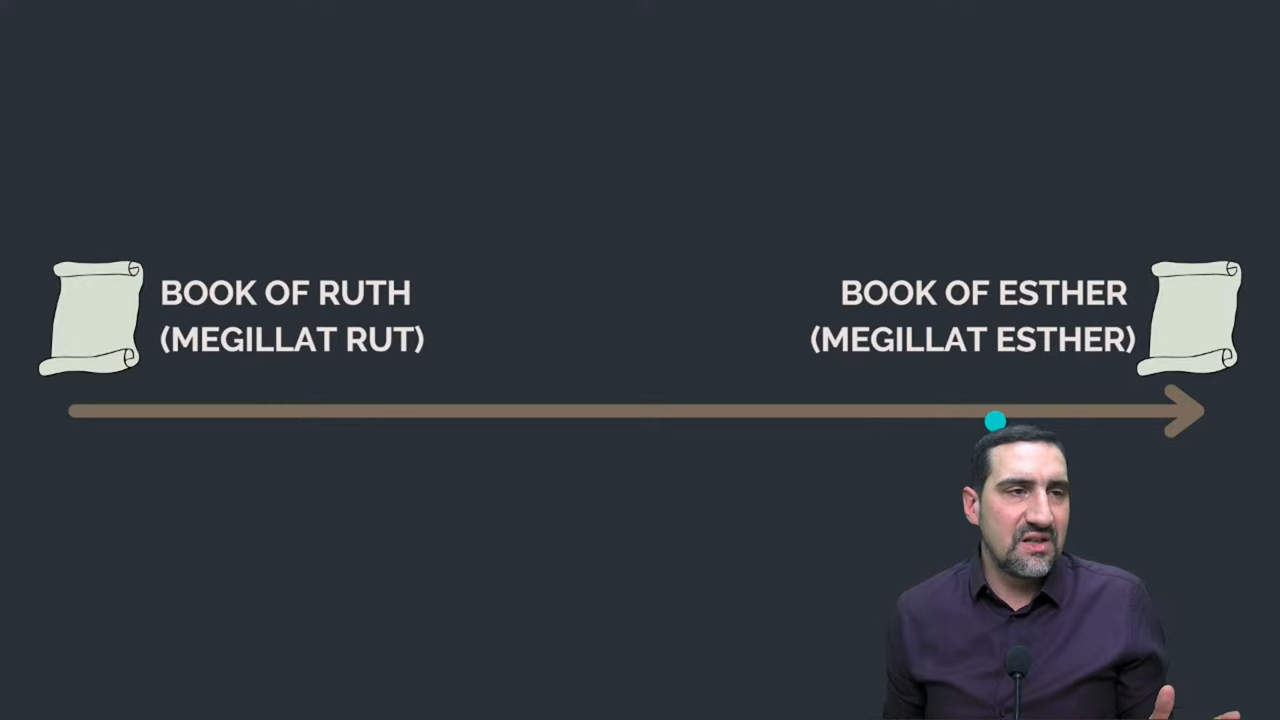 BOOK OF RUTH
(MEGILLAT RUT)
BOOK OF ESTHER
(MEGILLAT ESTHER)